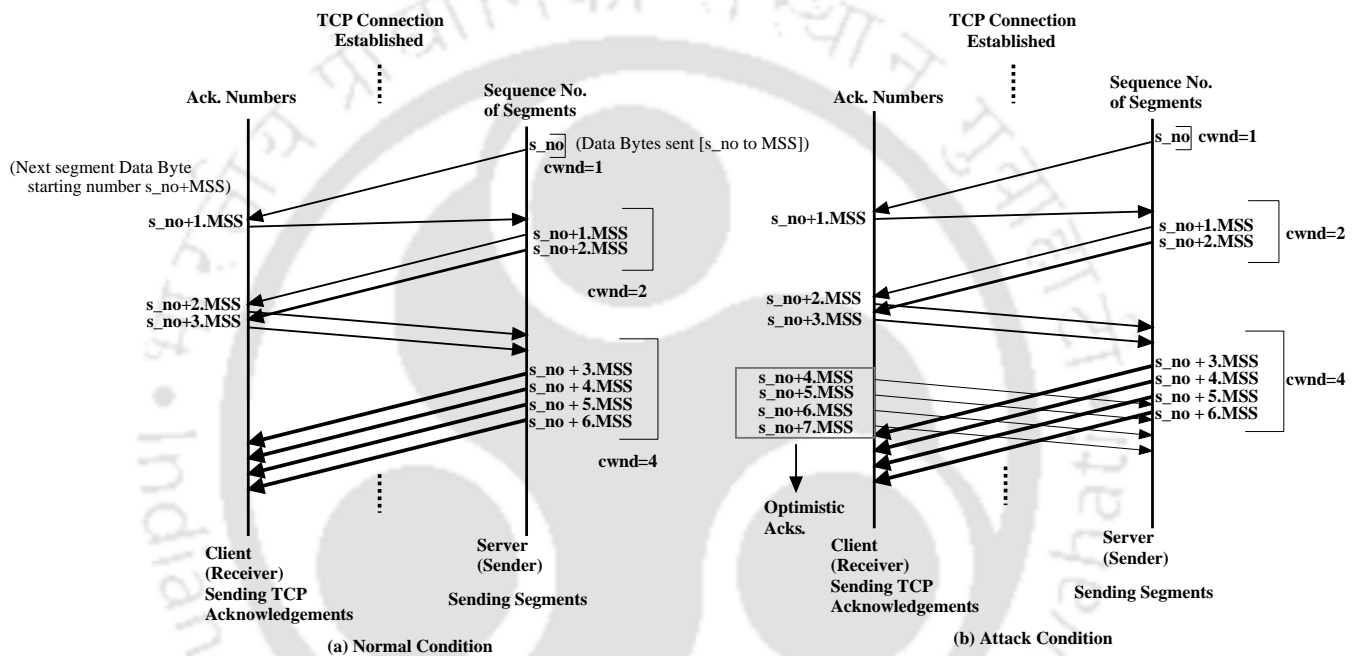 TCP Connection
Established
Ack. Numbers
Sequence No.
of Segments
s_no
(Data Bytes sent [s_no to MSS])
cwnd=1
(Next segment Data Byte
starting number s_no+MSS)
s_no+1.MSS
s_no+1.MSS
s_no+2.MSS
cwnd=2
s_no+2.MSS
s_no+3.MSS
s_no + 3.MSS
s_no + 4.MSS
s_no + 5.MSS
s_no + 6.MSS
cwnd=4
Client
(Receiver)
Sending TCP
Acknowledgements
Server
(Sender)
Sending Segments
(a) Normal Condition
TCP Connection
Established
Ack. Numbers
Sequence No.
of Segments
s_no
cwnd=1
s_no+1.MSS
s_no+1.MSS
s_no+2.MSS
cwnd=2
s_no+2.MSS
s_no+3.MSS
s_no + 3.MSS
s_no + 4.MSS
s_no + 5.MSS
s_no + 6.MSS
cwnd=4
s_no+4.MSS
s_no+5.MSS
s_no+6.MSS
s_no+7.MSS
Optimistic
Acks.
Client
(Receiver)
Sending TCP
Acknowledgements
Server
(Sender)
Sending Segments
(b) Attack Condition
Indian